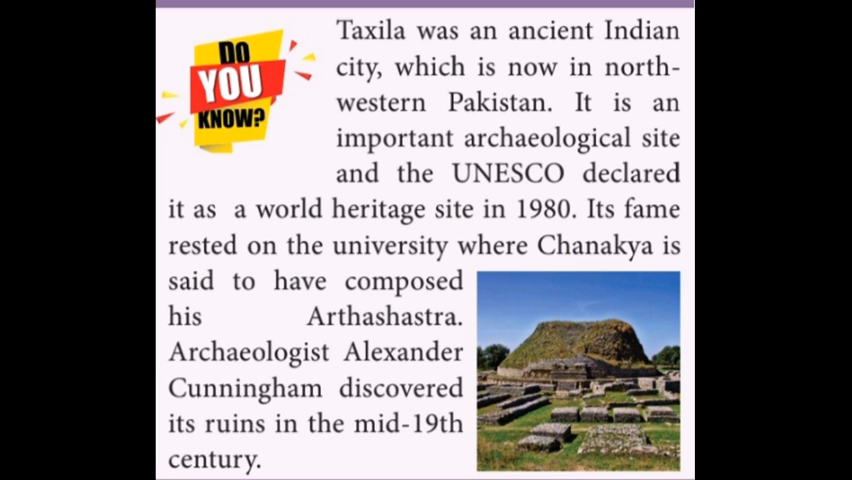 DO
YOU
KNOW?
Taxila was an ancient Indian
city, which is now in north-
western Pakistan. It is an
important archaeological site
and the UNESCO declared
it as a world heritage site in 1980. Its fame
rested on the university where Chanakya is
said to have composed
his Arthashastra.
Archaeologist Alexander
Cunningham discovered
its ruins in the mid-19th
century.